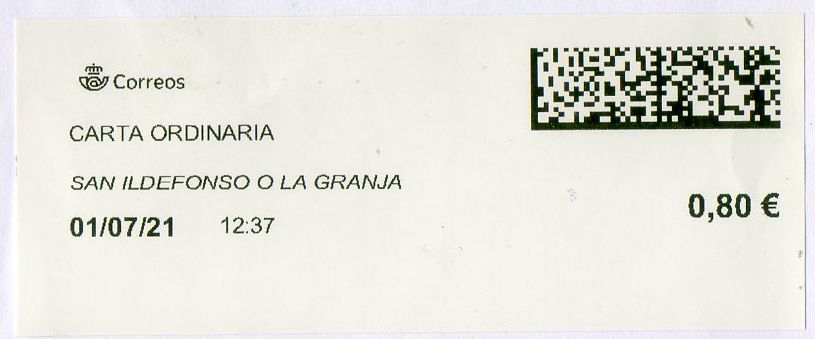 Correos
CARTA ORDINARIA
SAN ILDEFONSO O LA GRANJA
01/07/21 12:37
0,80 €